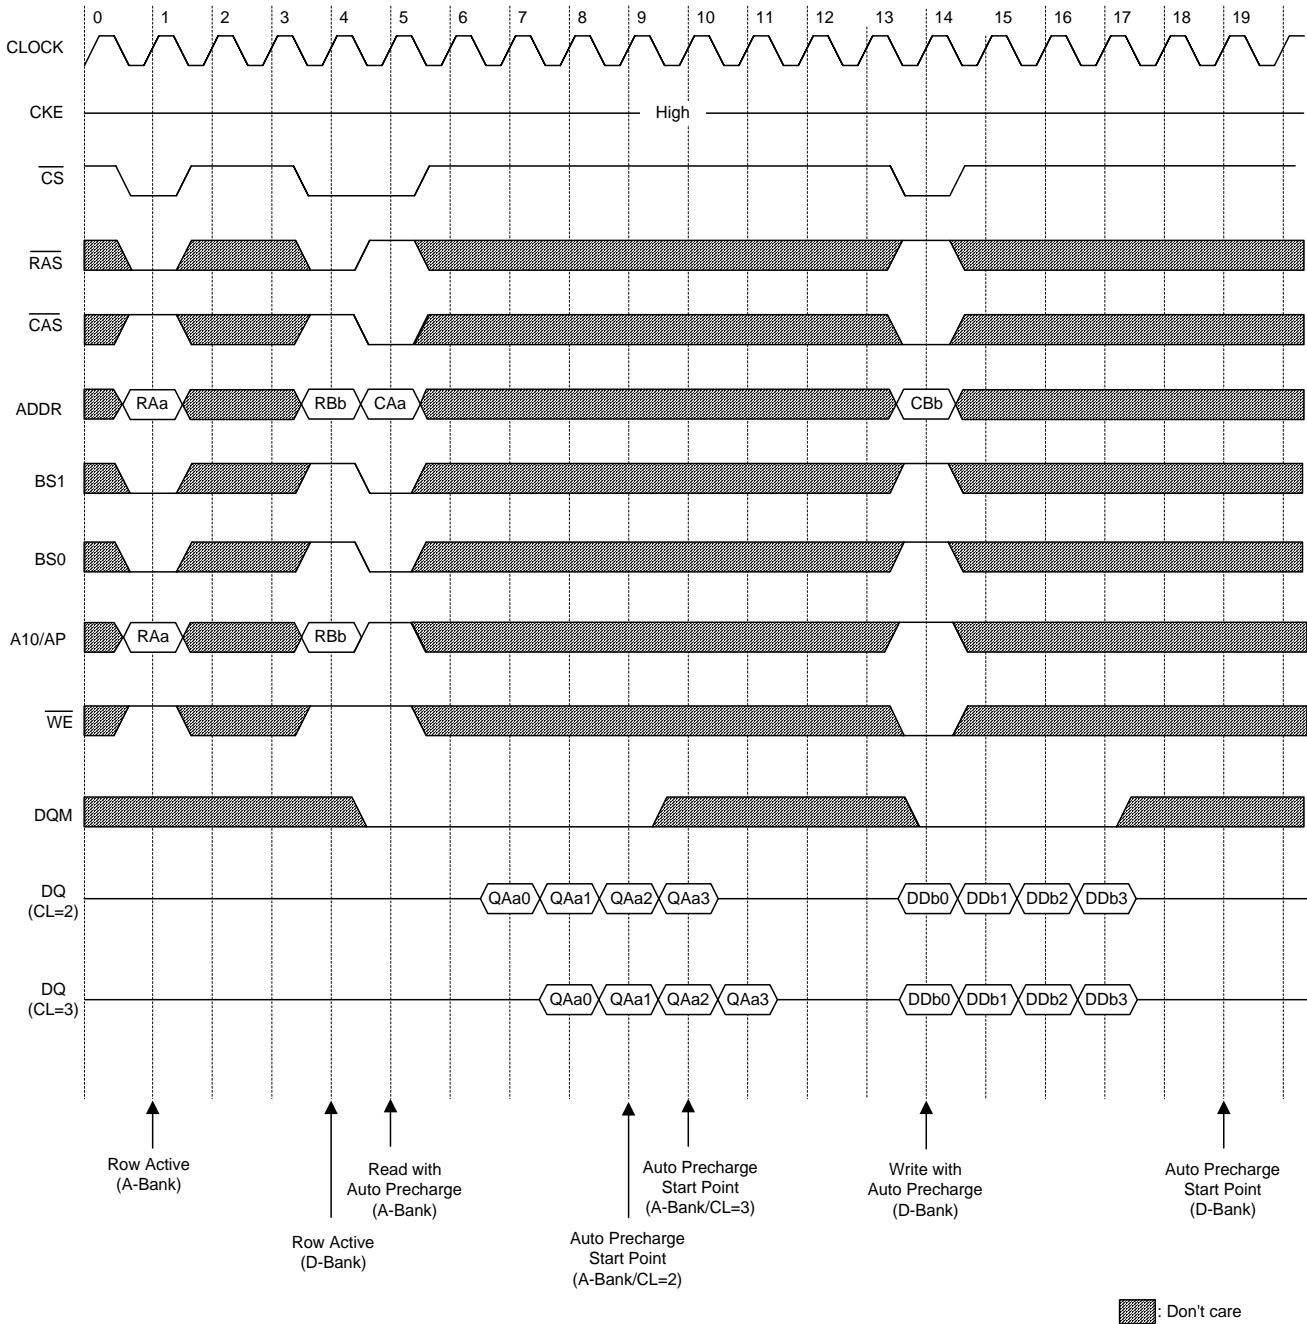 0 1 2 3 4 5 6 7 8 9 10 11 12 13 14 15 16 17 18 19
CLOCK
CKE
High
CS
RAS
CAS
ADDR
RAa RBb CAa CBb
BS1
BS0
A10/AP
RAa RBb
WE
DQM
DQ
(CL=2)
QAa0 QAa1 QAa2 QAa3 DDb0 DDb1 DDb2 DDb3
DQ
(CL=3)
QAa0 QAa1 QAa2 QAa3 DDb0 DDb1 DDb2 DDb3
Row Active
(A-Bank)
Row Active
(D-Bank)
Read with
Auto Precharge
(A-Bank)
Auto Precharge
Start Point
(A-Bank/CL=2)
Auto Precharge
Start Point
(A-Bank/CL=3)
Write with
Auto Precharge
(D-Bank)
Auto Precharge
Start Point
(D-Bank)
: Don't care